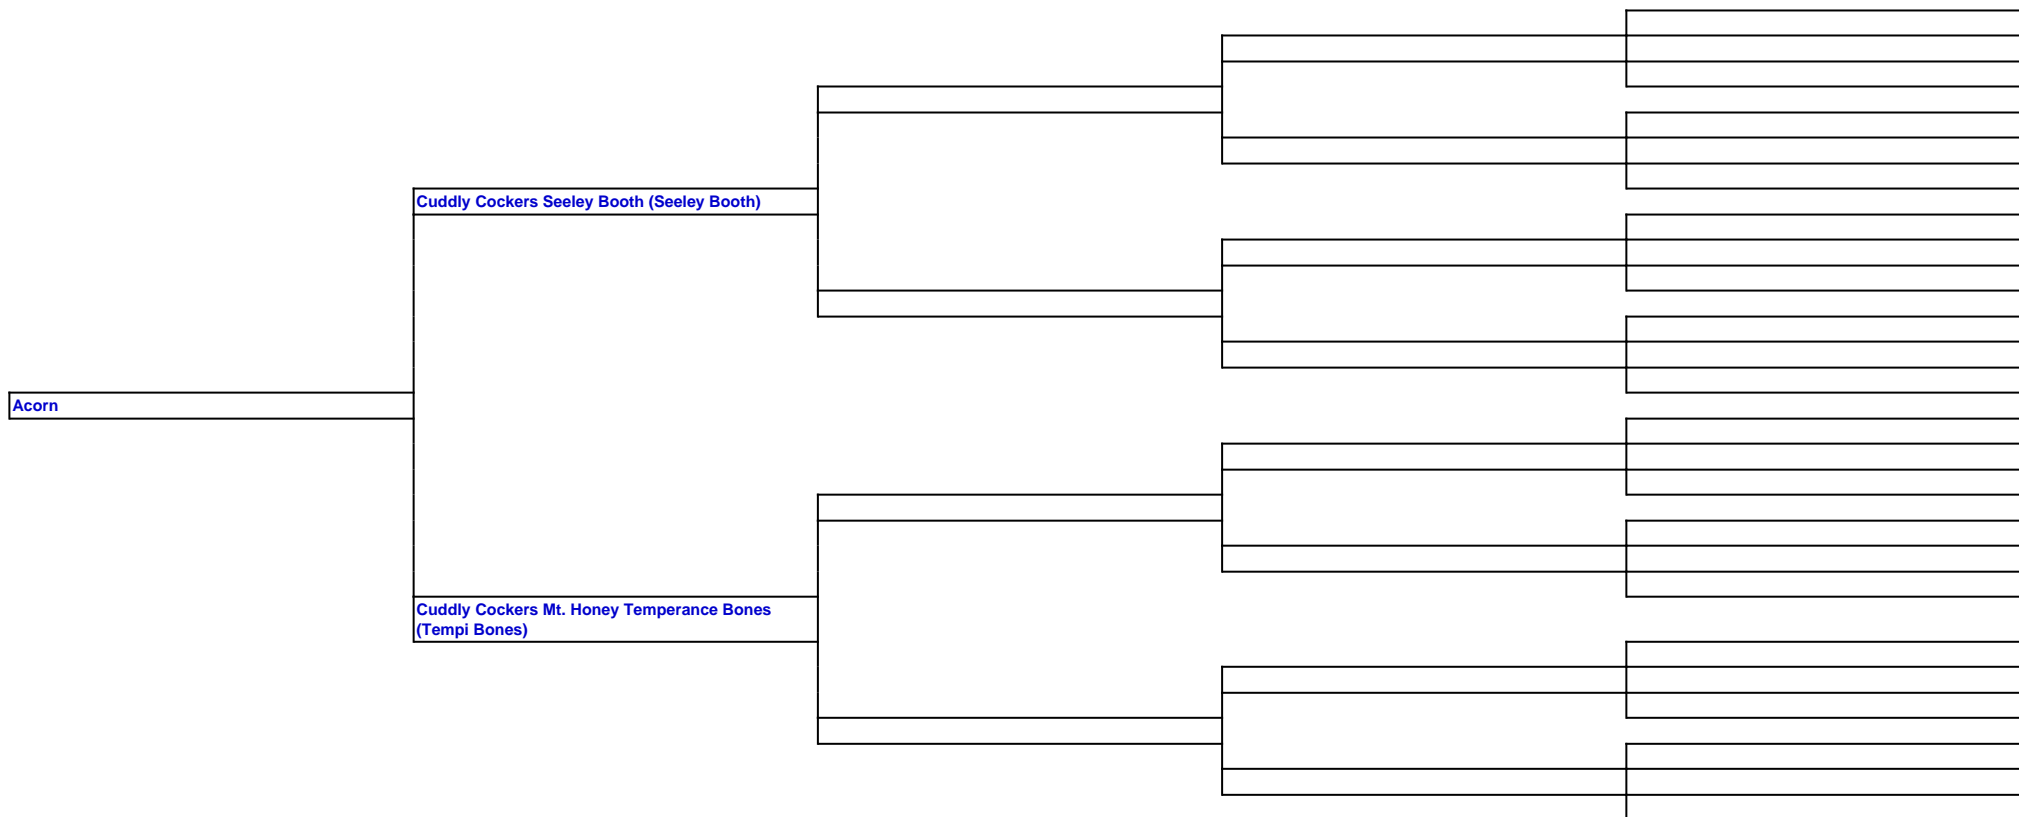 Cuddly Cockers Seeley Booth (Seeley Booth)
Acorn
Cuddly Cockers Mt. Honey Temperance Bones
(Tempi Bones)